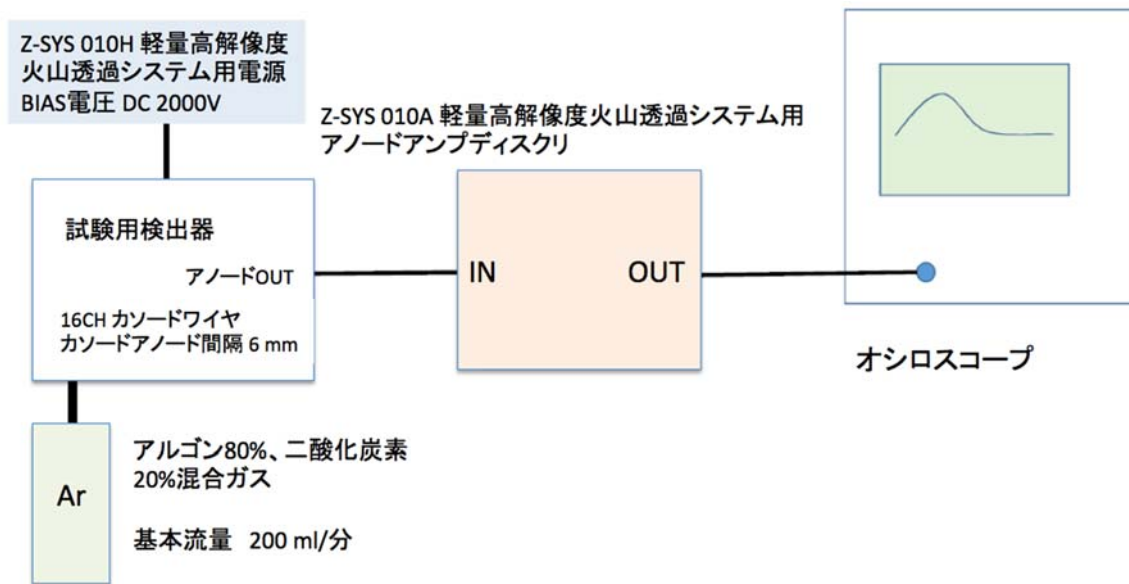 Z-SYS 010H 軽量高解像度
火山透過システム用電源
BIAS電圧 DC 2000V
Z-SYS 010A 軽量高解像度火山透過システム用
アノードアンプディスクリ
試験用検出器
アノードOUT
16CH カソードワイヤ
カソードアノード間隔 6 mm
IN
OUT
オシロスコープ
Ar
アルゴン80%、二酸化炭素
20%混合ガス
基本流量 200 ml/分